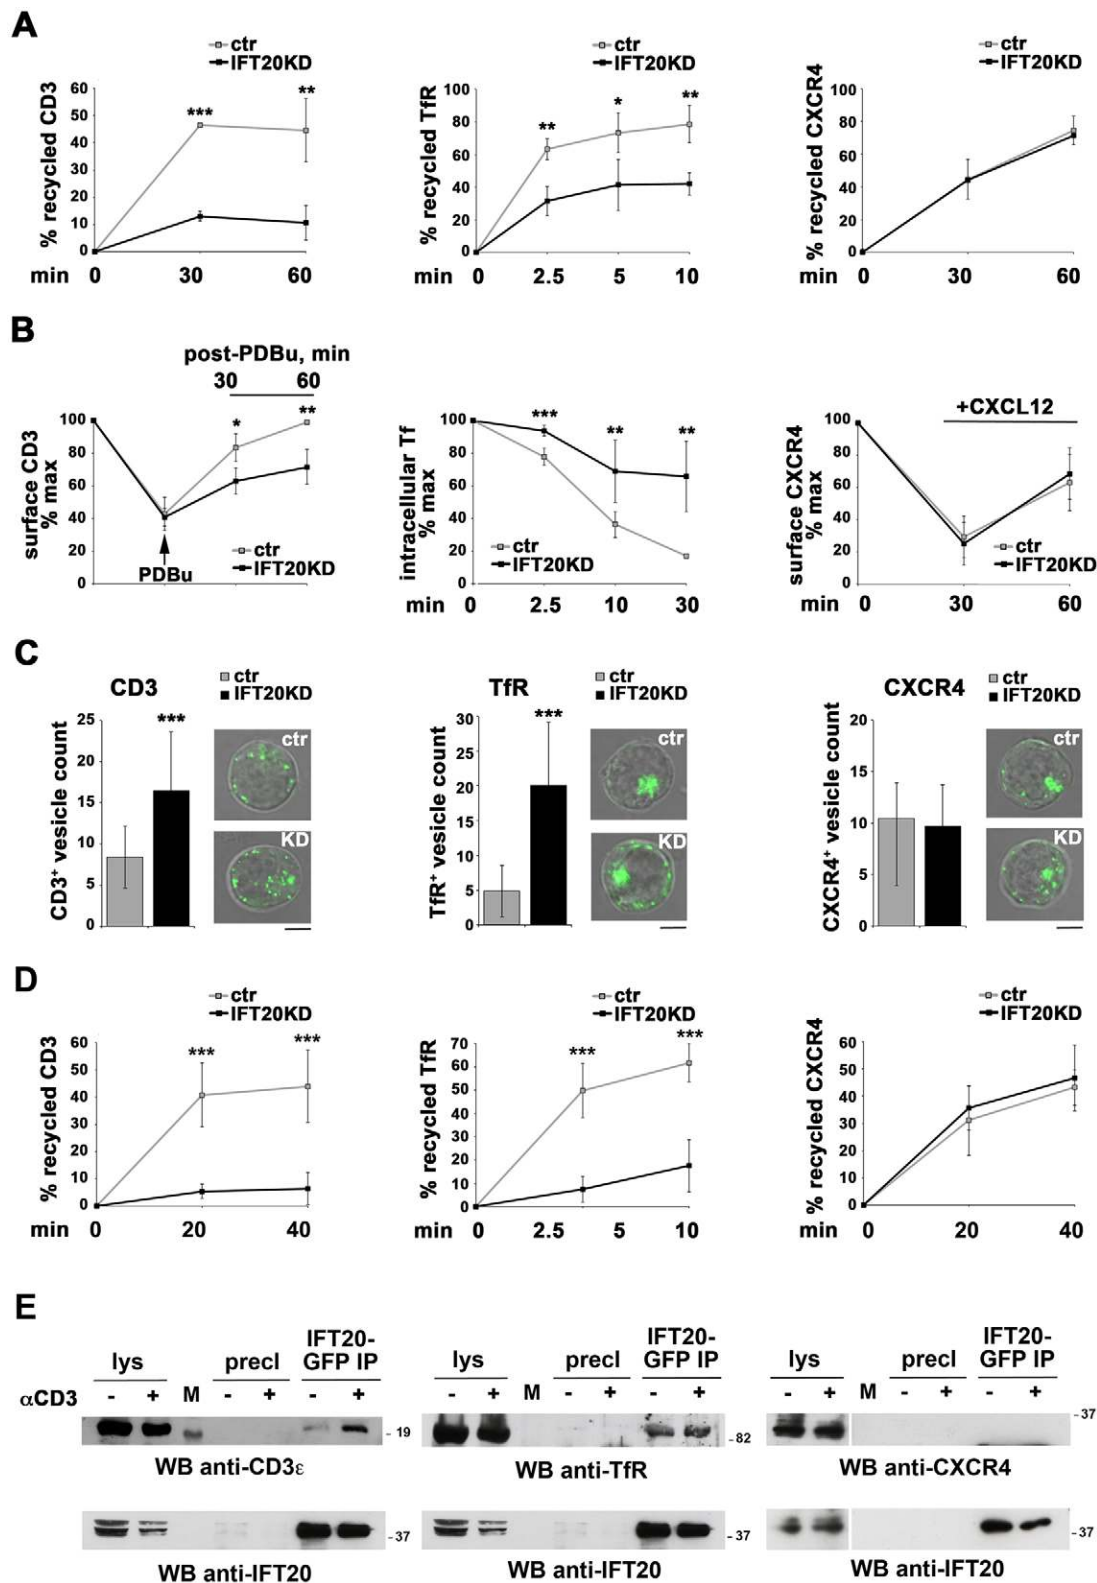 A
ctr
IFT20KD
% recycled CD3
60
50
40
30
20
10
0
***
**
min 0 30 60
ctr
IFT20KD
% recycled TfR
100
80
60
40
20
0
**
*
**
min 0 2.5 5 10
ctr
IFT20KD
% recycled CXCR4
100
80
60
40
20
0
min 0 30 60
B
post-PDBu, min
30 60
surface CD3
% max
100
80
60
40
20
0
*
**
PDBu
ctr
IFT20KD
intracellular Tf
% max
100
80
60
40
20
0
***
**
**
ctr
IFT20KD
min 0 2.5 10 30
+CXCL12
surface CXCR4
% max
100
80
60
40
20
0
ctr
IFT20KD
min 0 30 60
C
CD3
ctr
IFT20KD
CD3+ vesicle count
25
20
15
10
5
0
***
ctr
KD
TfR
ctr
IFT20KD
TfR+ vesicle count
30
25
20
15
10
5
0
***
ctr
KD
CXCR4
ctr
IFT20KD
CXCR4+ vesicle count
20
15
10
5
0
ctr
KD
D
ctr
IFT20KD
% recycled CD3
60
50
40
30
20
10
0
***
***
min 0 20 40
ctr
IFT20KD
% recycled TfR
70
60
50
40
30
20
10
0
***
***
min 0 2.5 5 10
ctr
IFT20KD
% recycled CXCR4
60
50
40
30
20
10
0
min 0 20 40
E
lys precl IFT20-
GFP IP
αCD3 - + M - + - +
- 19
WB anti-CD3ε
- 37
WB anti-IFT20
lys precl IFT20-
GFP IP
- + M - + - +
- 82
WB anti-TfR
- 37
WB anti-IFT20
lys precl IFT20-
GFP IP
- + M - + - +
- 37
WB anti-CXCR4
- 37
WB anti-IFT20